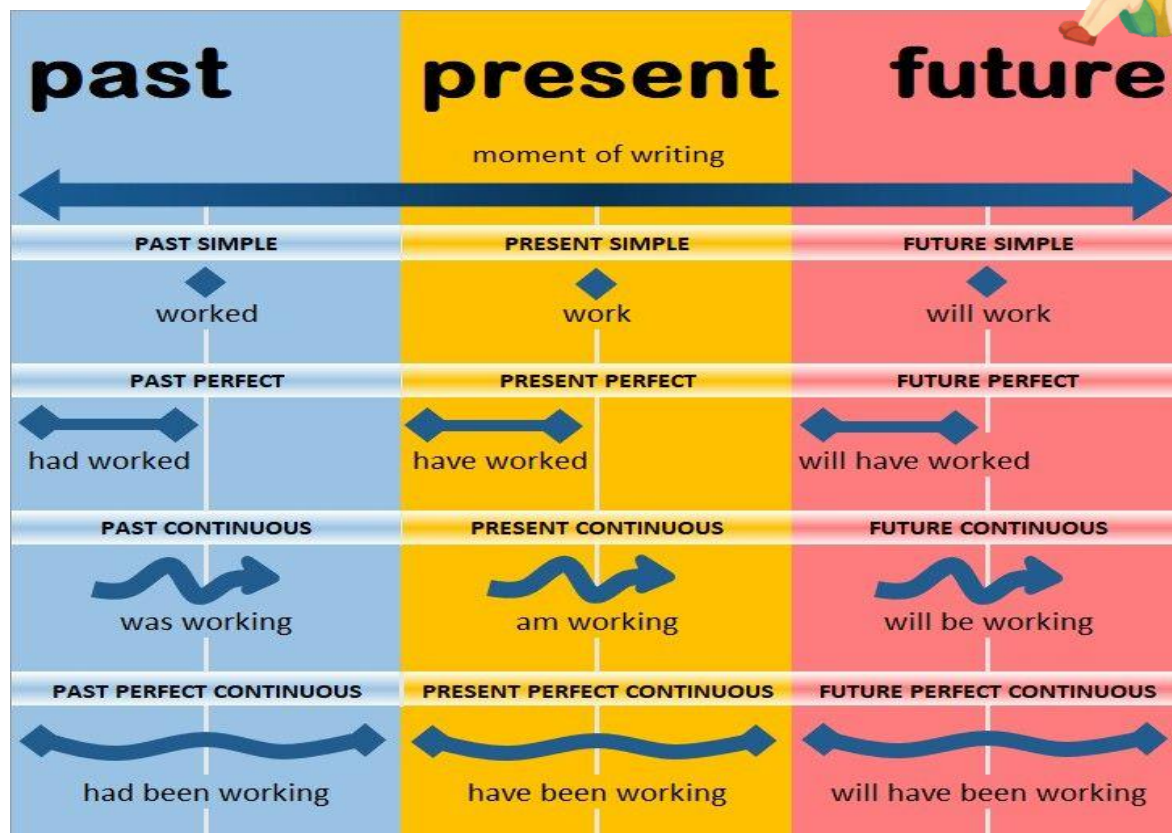 past present future
moment of writing
PAST SIMPLE PRESENT SIMPLE FUTURE SIMPLE
worked work will work
PAST PERFECT PRESENT PERFECT FUTURE PERFECT
had worked have worked will have worked
PAST CONTINUOUS PRESENT CONTINUOUS FUTURE CONTINUOUS
was working am working will be working
PAST PERFECT CONTINUOUS PRESENT PERFECT CONTINUOUS FUTURE PERFECT CONTINUOUS
had been working have been working will have been working